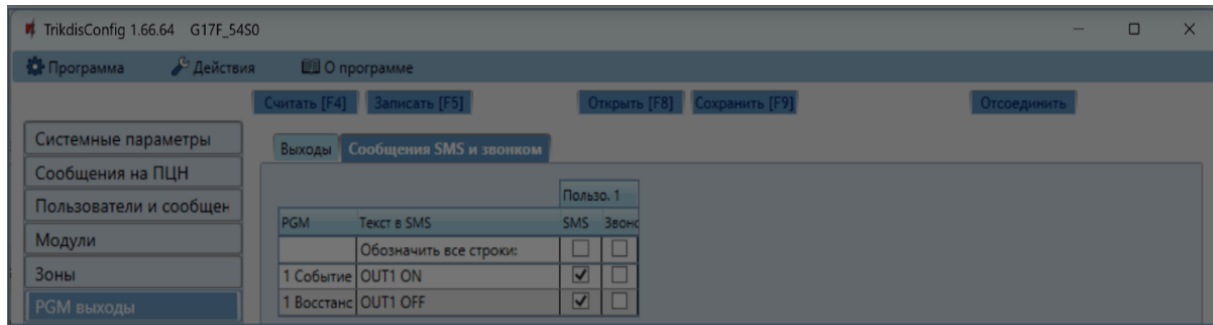 TrikdisConfig 1.66.64 G17F_54S0
Программа Действия О программе
Считать [F4] Записать [F5] Открыть [F8] Сохранить [F9] Отсоединить
Системные параметры
Сообщения на ПЦН
Пользователи и сообщен
Модули
Зоны
PGM выходы
Выходы Сообщения SMS и звонком
Пользо. 1
PGM Текст в SMS SMS Звонс
Обозначить все строки:
1 Событие OUT1 ON
1 Восстанс OUT1 OFF